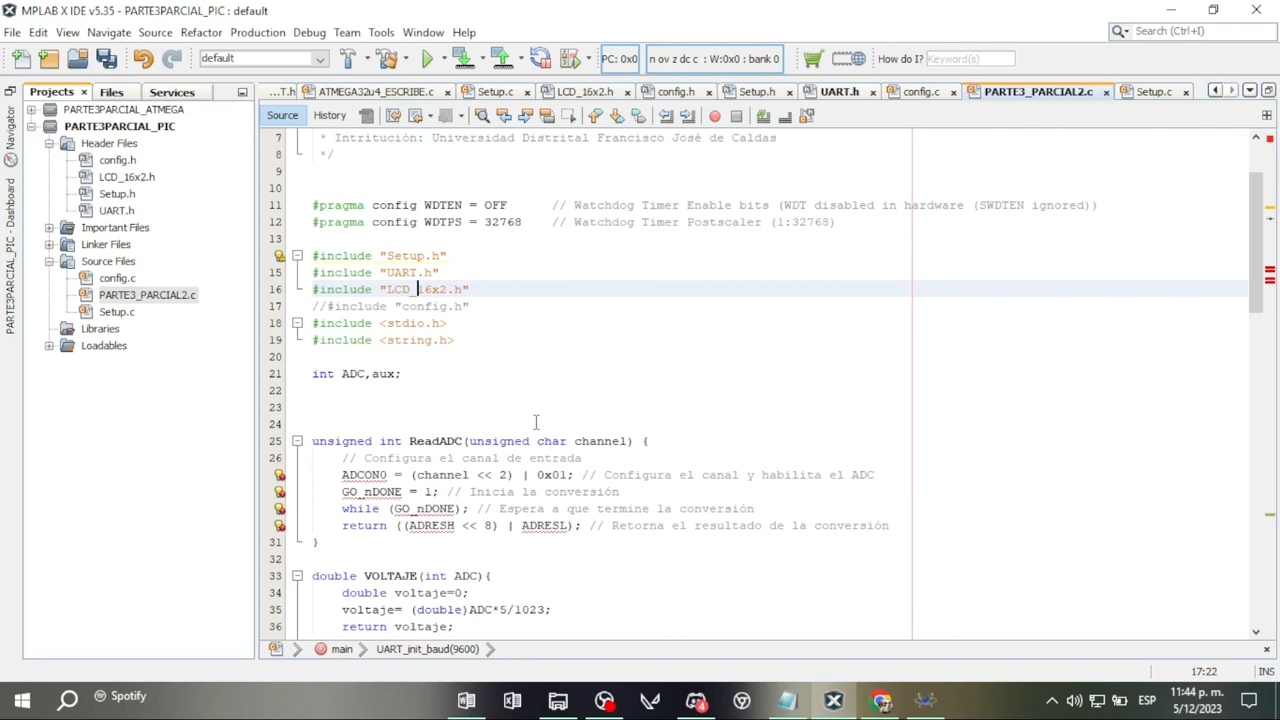 MPLAB X IDE v5.35 - PARTE3PARCIAL_PIC : default
File Edit View Navigate Source Refactor Production Debug Team Tools Window Help
Search (Ctrl+I)
default
PC: 0x0
n ov z dc c : W:0x0 : bank 0
How do I?
Keyword(s)
Projects × Files Services
...T.h ATMEGA32u4_ESCRIBE.c × Setup.c × LCD_16x2.h × config.h × Setup.h × UART.h × config.c × PARTE3_PARCIAL2.c × Setup.c ×
Navigator
PIC - Dashboard
PARTE3PARCIAL_ATMEGA
PARTE3PARCIAL_PIC
Header Files
config.h
LCD_16x2.h
Setup.h
UART.h
Important Files
Linker Files
Source Files
config.c
PARTE3_PARCIAL2.c
Setup.c
Libraries
Loadables
Source History
7 * Intritución: Universidad Distrital Francisco José de Caldas
8 */
9
10
11 #pragma config WDTEN = OFF // Watchdog Timer Enable bits (WDT disabled in hardware (SWDTEN ignored))
12 #pragma config WDTPS = 32768 // Watchdog Timer Postscaler (1:32768)
13
#include "Setup.h"
15 #include "UART.h"
16 #include "LCD_16x2.h"
17 //#include "config.h"
18 #include <stdio.h>
19 #include <string.h>
20
21 int ADC,aux;
22
23
24
25 unsigned int ReadADC(unsigned char channel) {
26 // Configura el canal de entrada
ADCON0 = (channel << 2) | 0x01; // Configura el canal y habilita el ADC
GO_nDONE = 1; // Inicia la conversión
while (GO_nDONE); // Espera a que termine la conversión
return ((ADRESH << 8) | ADRESL); // Retorna el resultado de la conversión
31 }
32
33 double VOLTAJE(int ADC){
34 double voltaje=0;
35 voltaje= (double)ADC*5/1023;
36 return voltaje;
main UART_init_baud(9600)
17:22 INS
Spotify
4
ESP
11:44 p. m.
5/12/2023